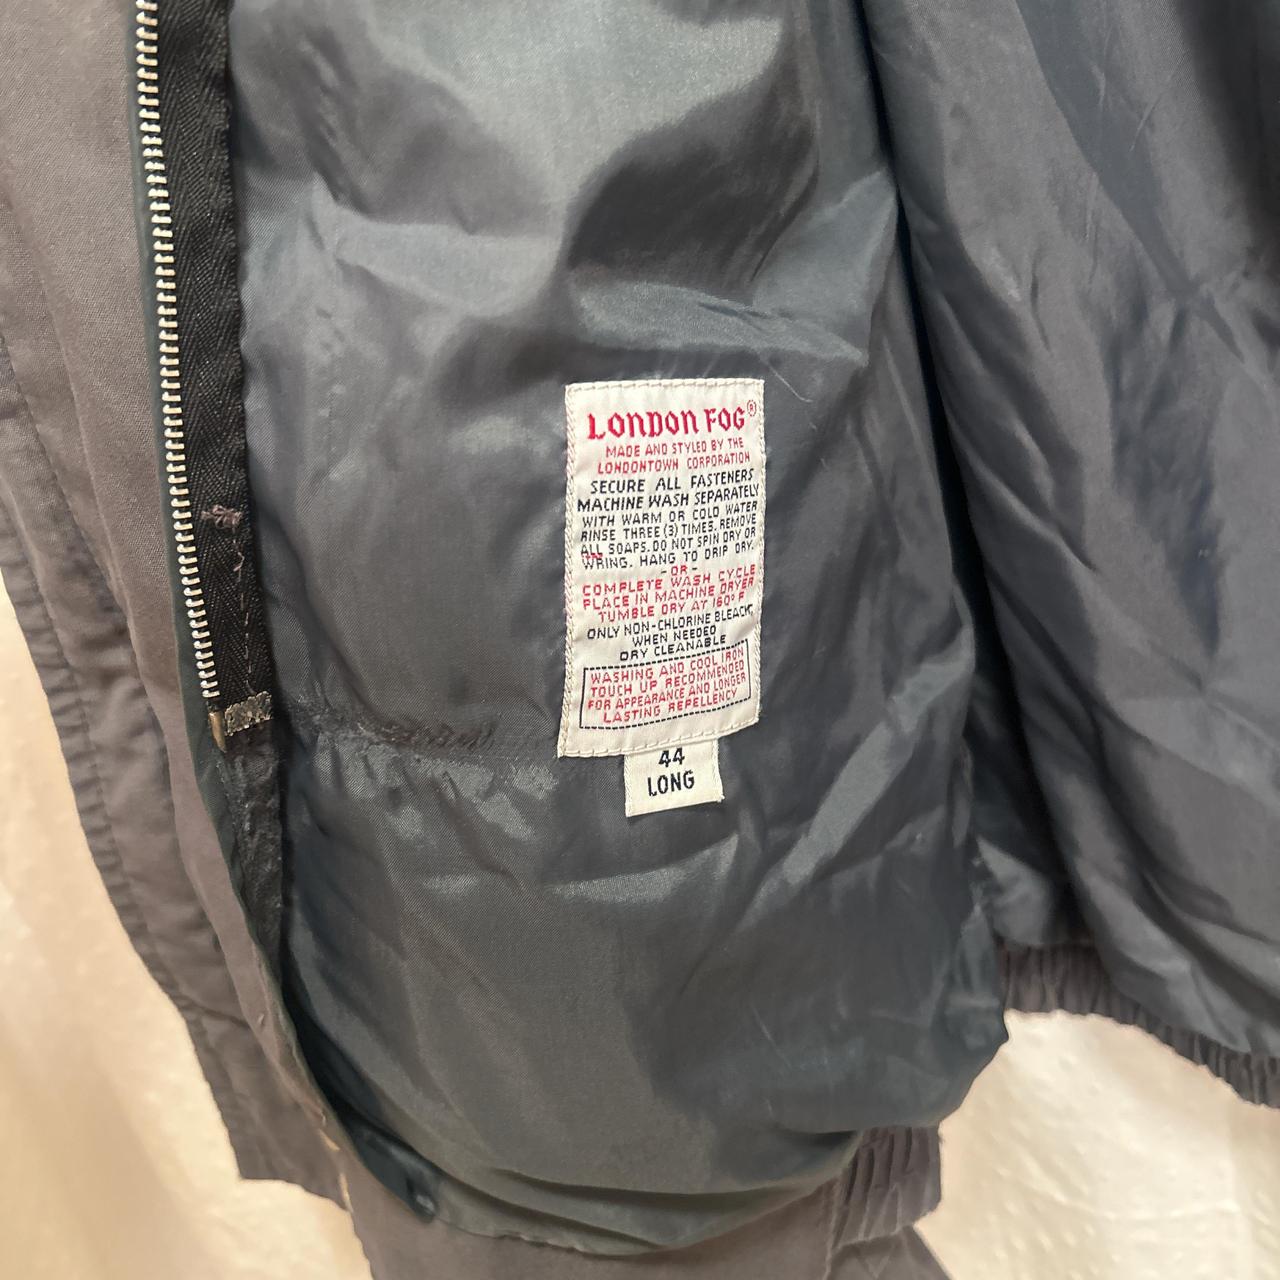 LONDON FOG®
MADE AND STYLED BY THE
LONDONTOWN CORPORATION
SECURE ALL FASTENERS
MACHINE WASH SEPARATELY
WITH WARM OR COLD WATER
RINSE THREE (3) TIMES. REMOVE
ALL SOAPS. DO NOT SPIN DRY OR
WRING. HANG TO DRIP DRY.
-OR-
COMPLETE WASH CYCLE
PLACE IN MACHINE DRYER
TUMBLE DRY AT 160° F
ONLY NON-CHLORINE BLEACH,
WHEN NEEDED
DRY CLEANABLE
WASHING AND COOL IRON
TOUCH UP RECOMMENDED
FOR APPEARANCE AND LONGER
LASTING REPELLENCY
44
LONG